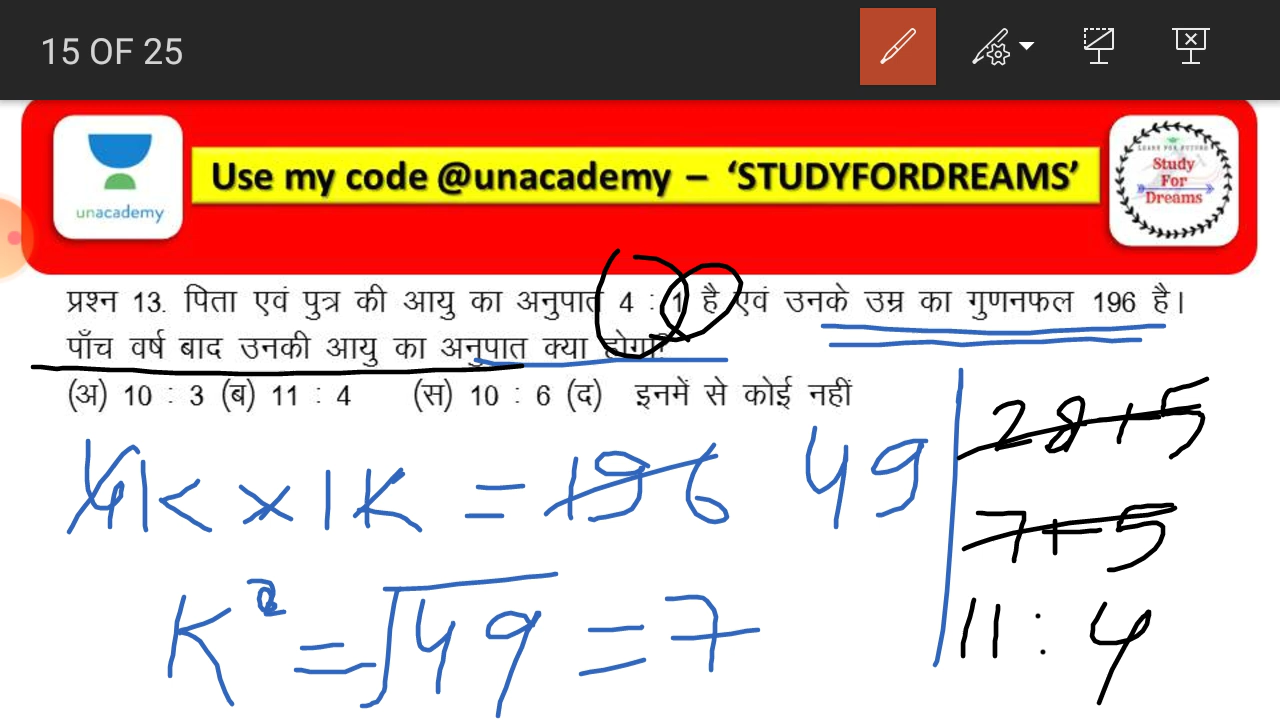 15 OF 25
unacademy
Use my code @unacademy – ‘STUDYFORDREAMS’
Study
For
Dreams
प्रश्न 13. पिता एवं पुत्र की आयु का अनुपात 4 : 1 है एवं उनके उम्र का गुणनफल 196 है।
पाँच वर्ष बाद उनकी आयु का अनुपात क्या होगा?
(अ) 10 : 3 (ब) 11 : 4 (स) 10 : 6 (द) इनमें से कोई नहीं
4K × 1K = 196 49
K² = √49 = 7
28+5
7+5
11 : 4